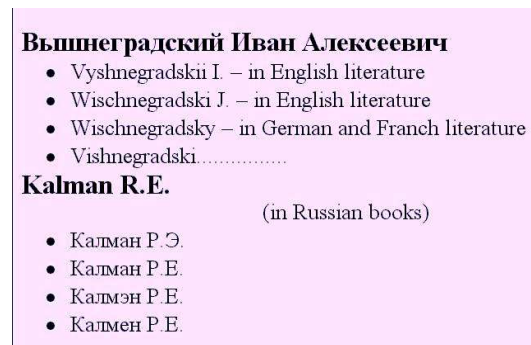 Вышнеградский Иван Алексеевич
• Vyshnegradskii I. – in English literature
• Wischnegradski J. – in English literature
• Wischnegradsky – in German and Franch literature
• Vishnegradski................
Kalman R.E.
(in Russian books)
• Калман Р.Э.
• Калман Р.Е.
• Калмэн Р.Е.
• Калмен Р.Е.